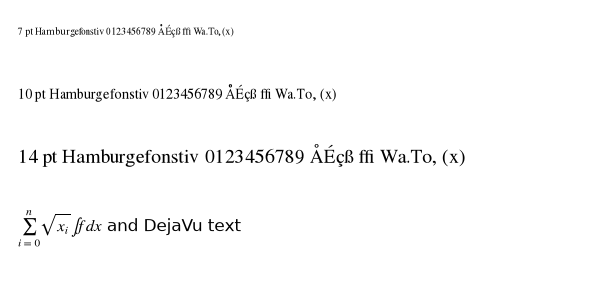 7 pt Hamburgefonstiv 0123456789 ÅÉçß ffi Wa.To, (x)
10 pt Hamburgefonstiv 0123456789 ÅÉçß ffi Wa.To, (x)
14 pt Hamburgefonstiv 0123456789 ÅÉçß ffi Wa.To, (x)
∑ⁿᵢ₌₀ √xᵢ ∫f dx and DejaVu text